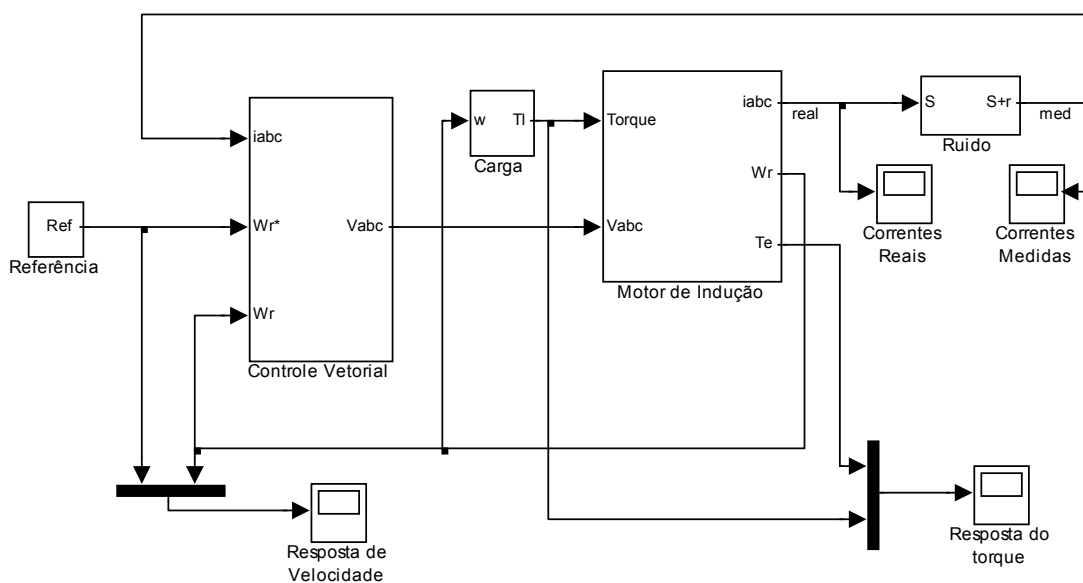 iabc
Wr*
Wr
Vabc
Controle Vetorial
Ref
Referência
w
Tl
Carga
Torque
Vabc
iabc
Wr
Te
Motor de Indução
real
S
S+r
Ruido
med
Correntes
Reais
Correntes
Medidas
Resposta de
Velocidade
Resposta do
torque